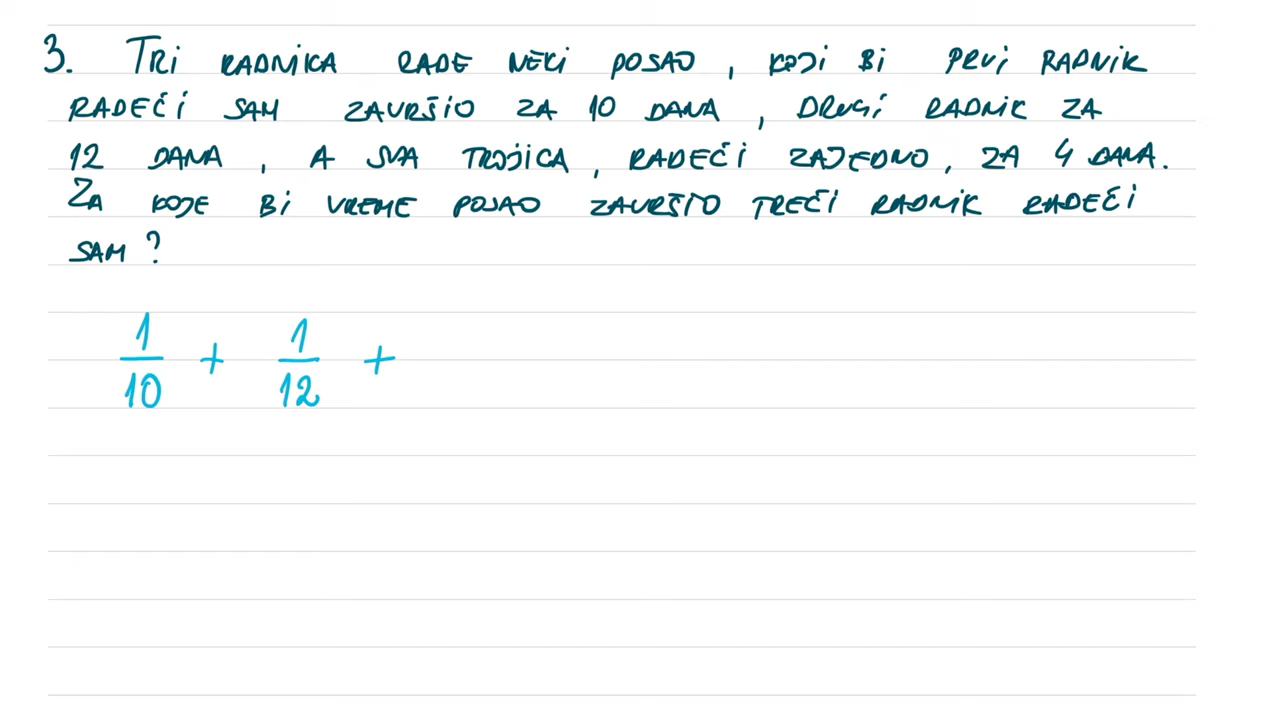 3. TRI RADNIKA RADE NEKI POSAO, KOJI BI PRVI RADNIK
RADEĆI SAM ZAVRŠIO ZA 10 DANA, DRUGI RADNIK ZA
12 DANA, A SVA TROJICA, RADEĆI ZAJEDNO, ZA 4 DANA.
ZA KOJE BI VREME POSAO ZAVRŠIO TREĆI RADNIK RADEĆI
SAM?
1/10 + 1/12 +